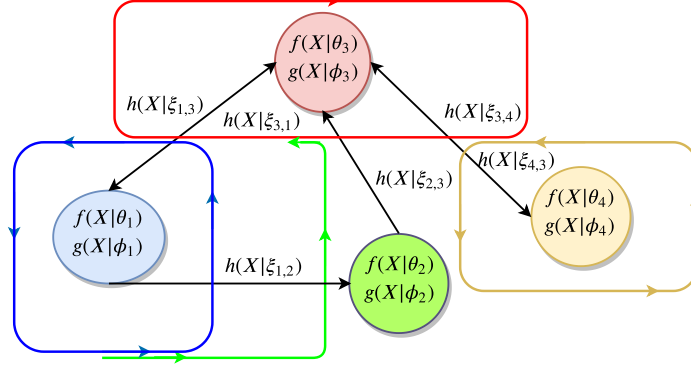 f(X|θ₃)
g(X|ϕ₃)
h(X|ξ₁,₃)
h(X|ξ₃,₁)
h(X|ξ₃,₄)
h(X|ξ₄,₃)
h(X|ξ₂,₃)
f(X|θ₁)
g(X|ϕ₁)
f(X|θ₄)
g(X|ϕ₄)
h(X|ξ₁,₂)
f(X|θ₂)
g(X|ϕ₂)